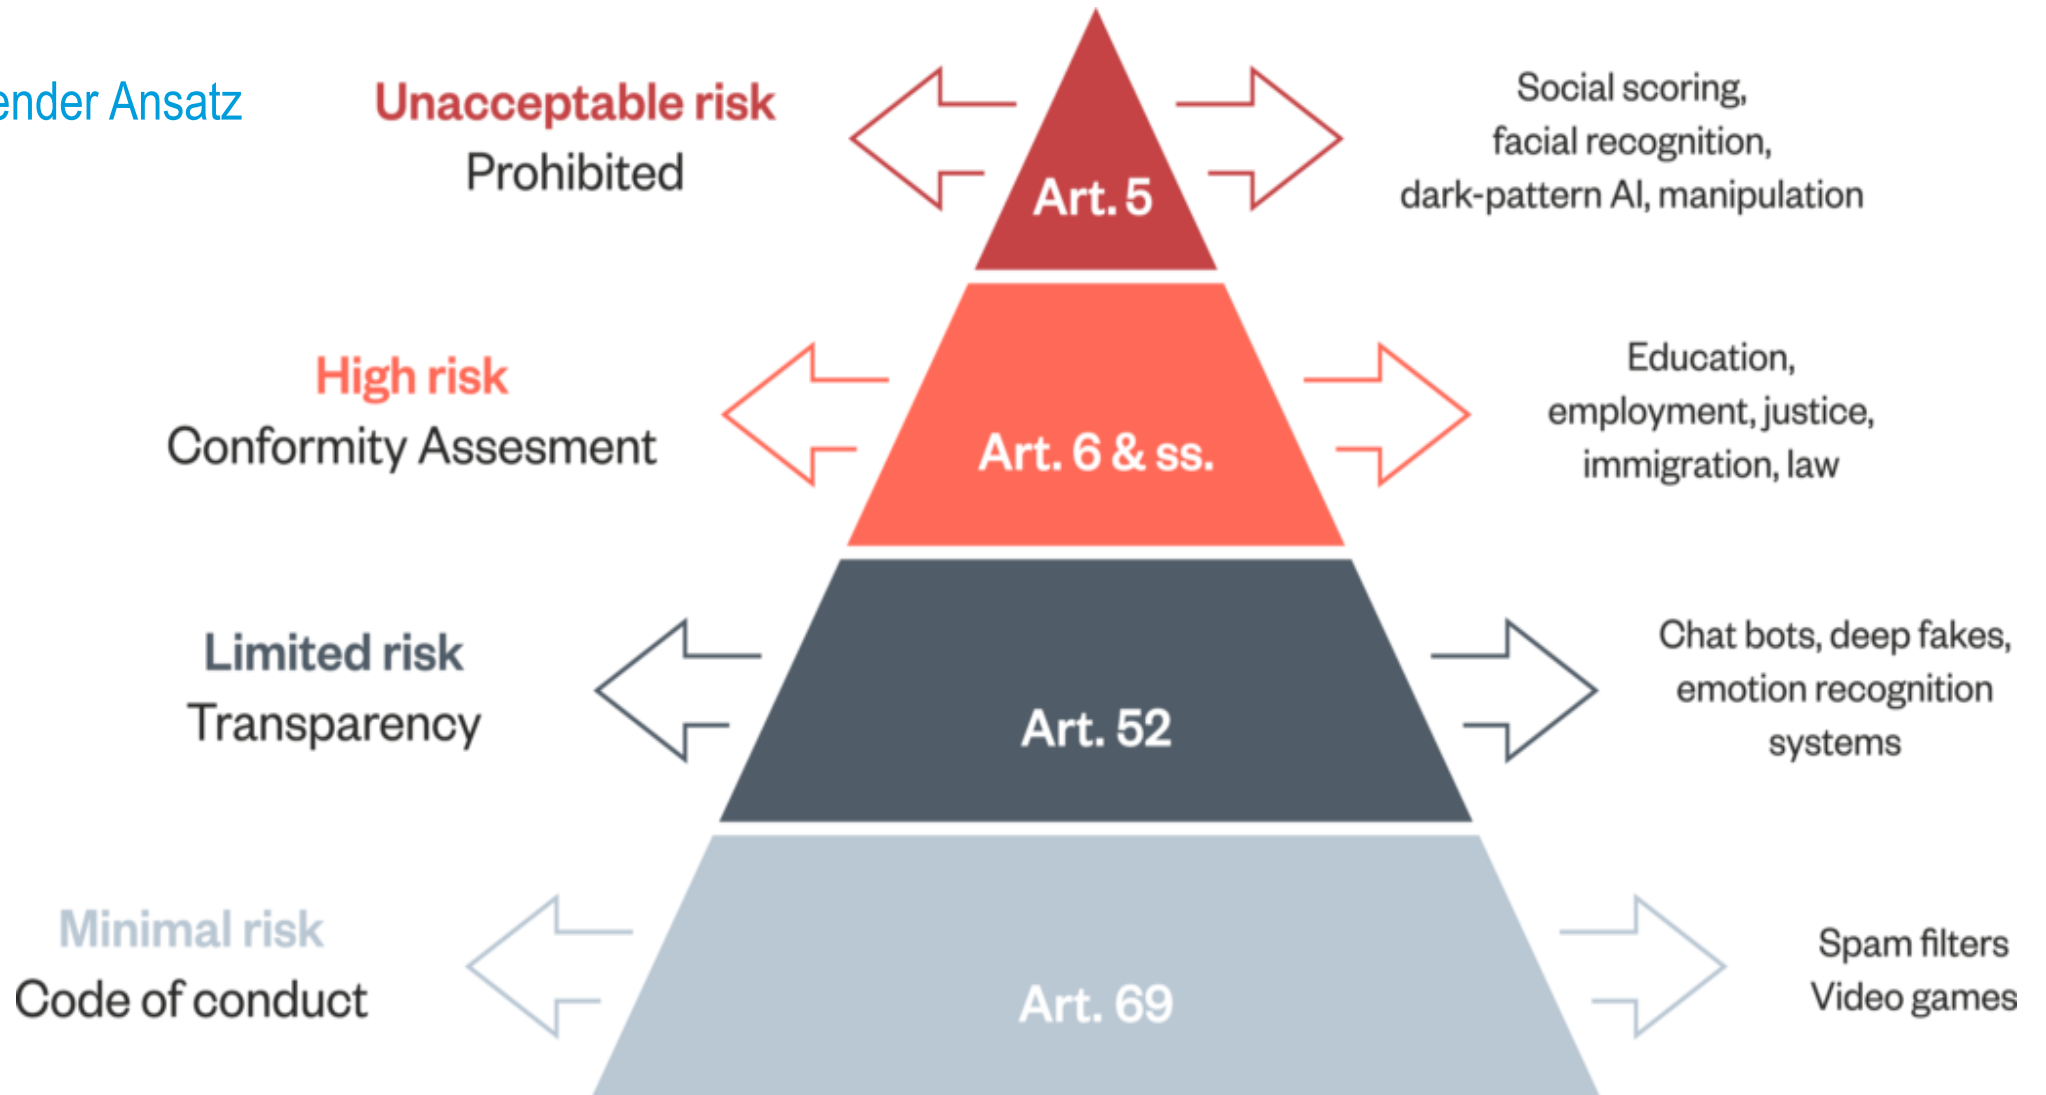 ender Ansatz
Unacceptable risk
Prohibited
Art. 5
Social scoring,
facial recognition,
dark-pattern AI, manipulation
High risk
Conformity Assesment
Art. 6 & ss.
Education,
employment, justice,
immigration, law
Limited risk
Transparency
Art. 52
Chat bots, deep fakes,
emotion recognition
systems
Minimal risk
Code of conduct
Art. 69
Spam filters
Video games